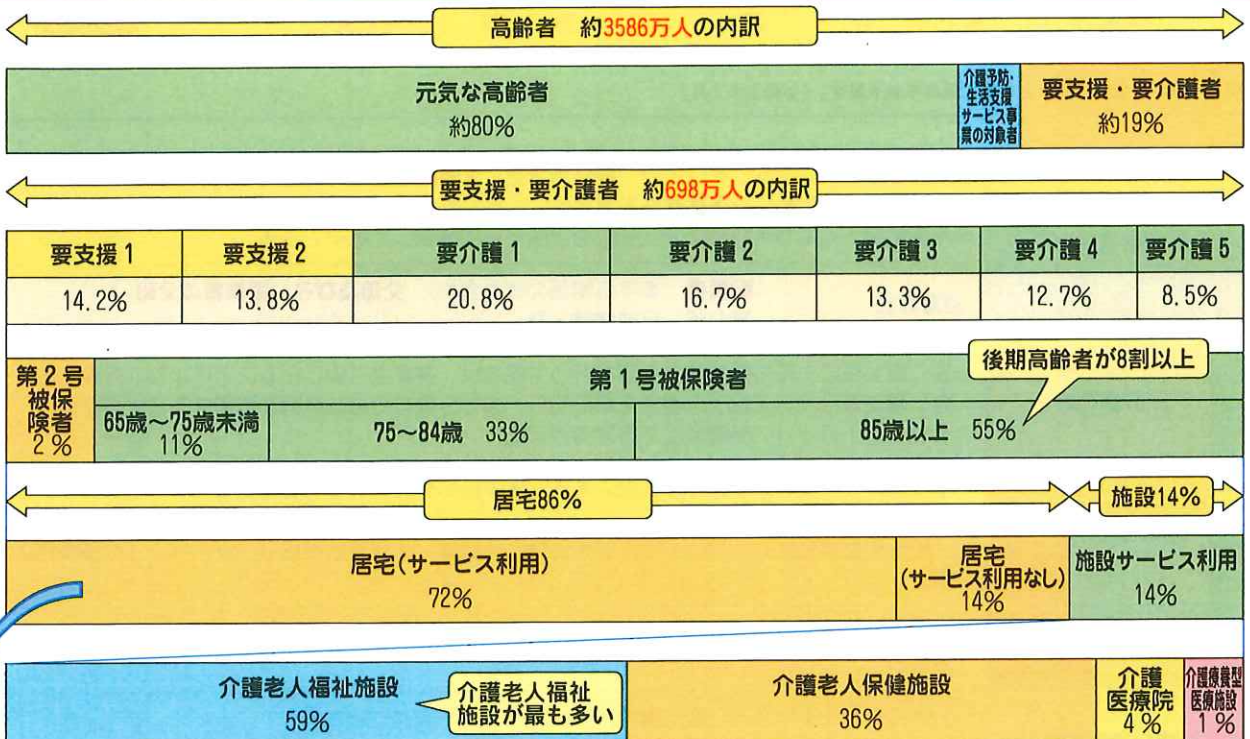 高齢者 約3586万人の内訳
元気な高齢者
約80%
介護予防・
生活支援
サービス事
業の対象者
要支援・要介護者
約19%
要支援・要介護者 約698万人の内訳
要支援1 要支援2 要介護1 要介護2 要介護3 要介護4 要介護5
14.2% 13.8% 20.8% 16.7% 13.3% 12.7% 8.5%
第2号
被保
険者
2%
第1号被保険者
後期高齢者が8割以上
65歳～75歳未満
11%
75～84歳 33%
85歳以上 55%
居宅86%
施設14%
居宅(サービス利用)
72%
居宅
(サービス利用なし)
14%
施設サービス利用
14%
介護老人福祉施設
59%
介護老人福祉
施設が最も多い
介護老人保健施設
36%
介護
医療院
4%
介護療養型
医療施設
1%